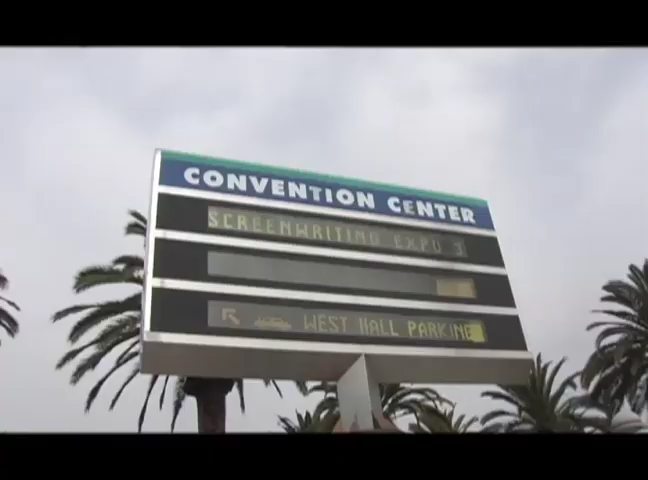 CONVENTION CENTER
SCREENWRITING EXPO 3
WEST HALL PARKING